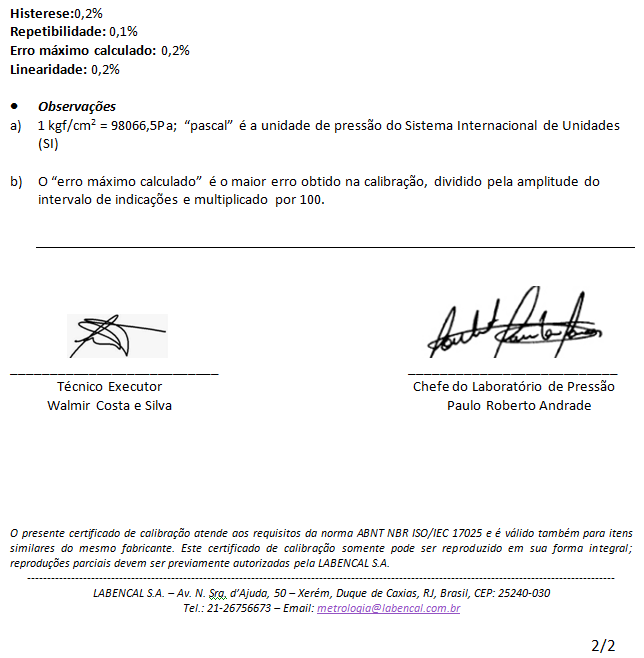 Histerese:0,2%
Repetibilidade: 0,1%
Erro máximo calculado: 0,2%
Linearidade: 0,2%
• Observações
a) 1 kgf/cm² = 98066,5Pa; “pascal” é a unidade de pressão do Sistema Internacional de Unidades
(SI)
b) O “erro máximo calculado” é o maior erro obtido na calibração, dividido pela amplitude do
intervalo de indicações e multiplicado por 100.
Técnico Executor
Walmir Costa e Silva
Chefe do Laboratório de Pressão
Paulo Roberto Andrade
O presente certificado de calibração atende aos requisitos da norma ABNT NBR ISO/IEC 17025 e é válido também para itens
similares do mesmo fabricante. Este certificado de calibração somente pode ser reproduzido em sua forma integral;
reproduções parciais devem ser previamente autorizadas pela LABENCAL S.A.
LABENCAL S.A. – Av. N. Srª. d’Ajuda, 50 – Xerém, Duque de Caxias, RJ, Brasil, CEP: 25240-030
Tel.: 21-26756673 – Email: metrologia@labencal.com.br
2/2